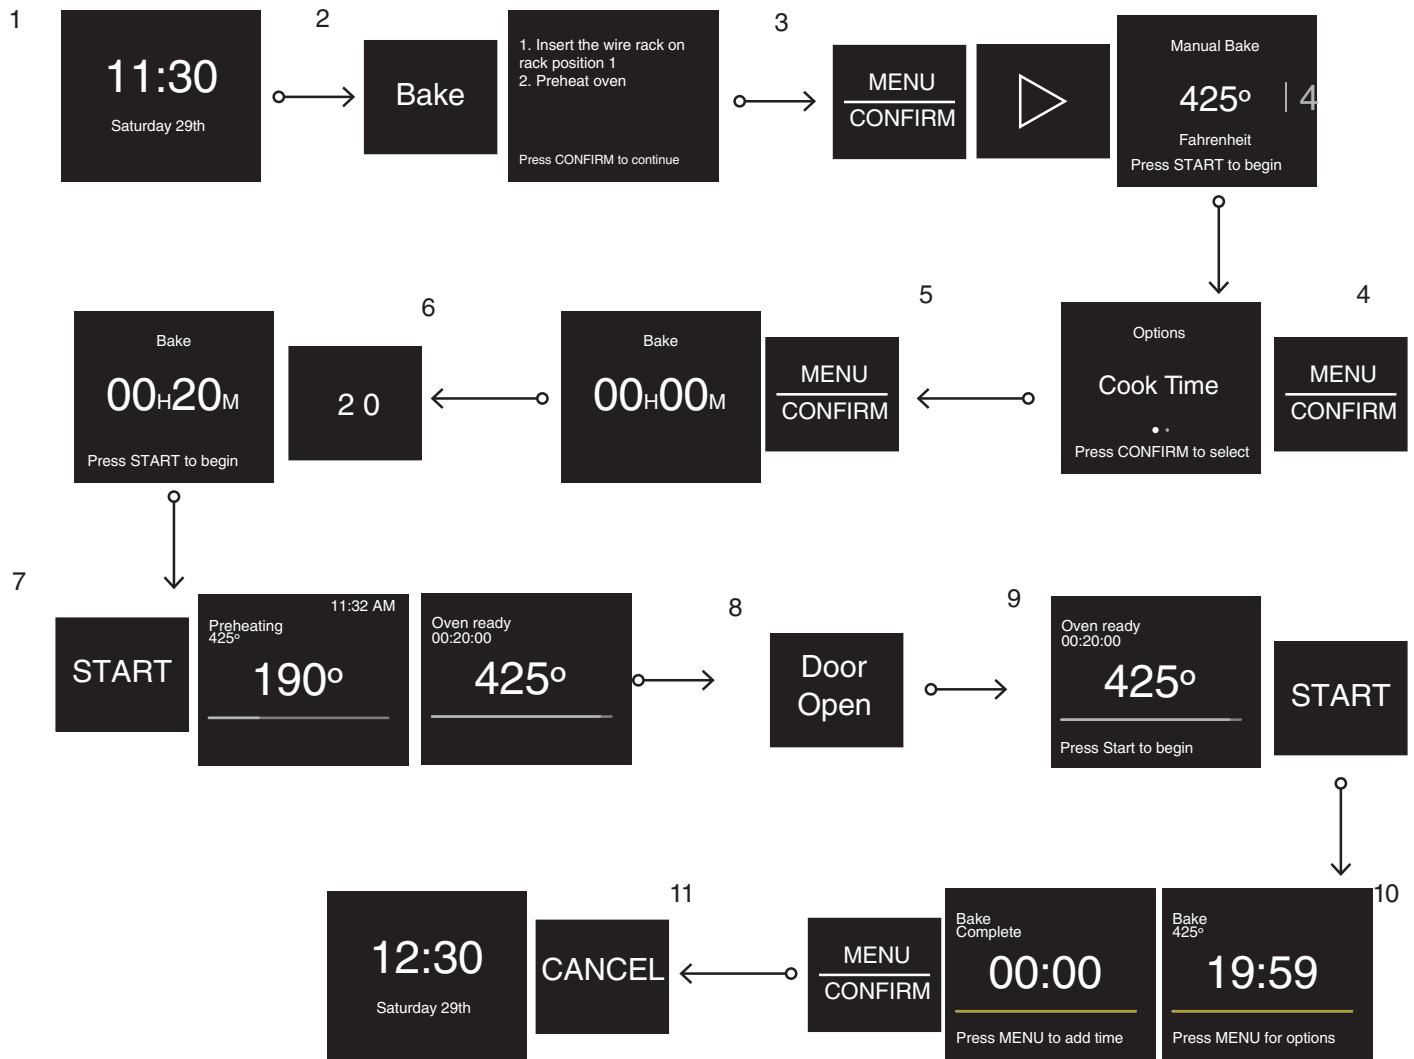 1
11:30
Saturday 29th
2
Bake
1. Insert the wire rack on
rack position 1
2. Preheat oven
Press CONFIRM to continue
3
MENU
CONFIRM
Manual Bake
425º | 4
Fahrenheit
Press START to begin
4
MENU
CONFIRM
Options
Cook Time
Press CONFIRM to select
5
MENU
CONFIRM
Bake
00H00M
6
2 0
Bake
00H20M
Press START to begin
7
START
11:32 AM
Preheating
425º
190º
Oven ready
00:20:00
425º
8
Door
Open
9
Oven ready
00:20:00
425º
Press Start to begin
START
10
Bake
425º
19:59
Press MENU for options
Bake
Complete
00:00
Press MENU to add time
MENU
CONFIRM
11
CANCEL
12:30
Saturday 29th